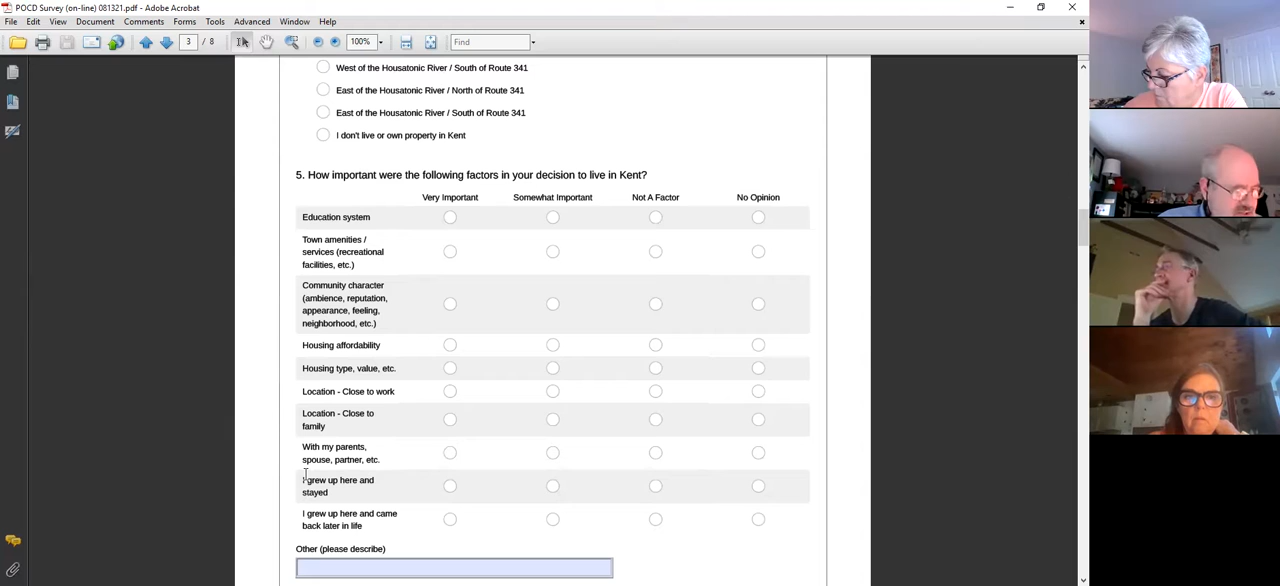 POCD Survey (on-line) 081321.pdf - Adobe Acrobat
File Edit View Document Comments Forms Tools Advanced Window Help
3 / 8 100% Find
West of the Housatonic River / South of Route 341
East of the Housatonic River / North of Route 341
East of the Housatonic River / South of Route 341
I don't live or own property in Kent
5. How important were the following factors in your decision to live in Kent?
Very Important Somewhat Important Not A Factor No Opinion
Education system
Town amenities /
services (recreational
facilities, etc.)
Community character
(ambience, reputation,
appearance, feeling,
neighborhood, etc.)
Housing affordability
Housing type, value, etc.
Location - Close to work
Location - Close to
family
With my parents,
spouse, partner, etc.
I grew up here and
stayed
I grew up here and came
back later in life
Other (please describe)